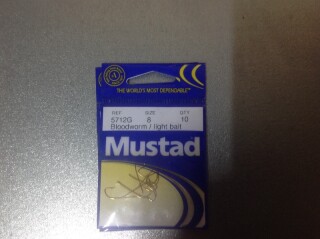 THE WORLD'S MOST DEPENDABLE
REF SIZE QTY
5712G 8 10
Bloodworm / light bait
Mustad